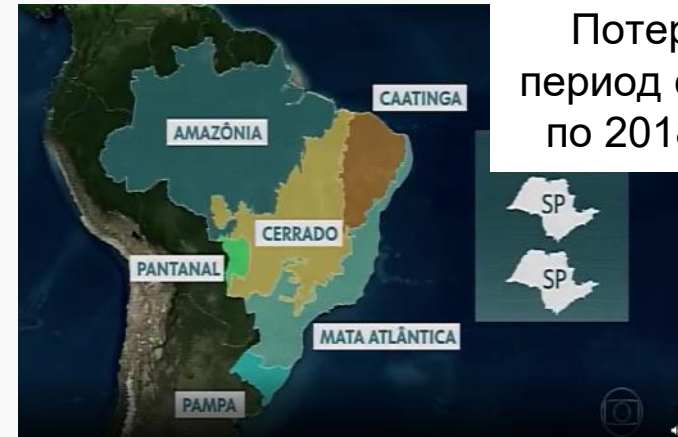 Потер
период
по 201
CAATINGA
AMAZÔNIA
SP
CERRADO
SP
PANTANAL
MATA ATLÂNTICA
PAMPA